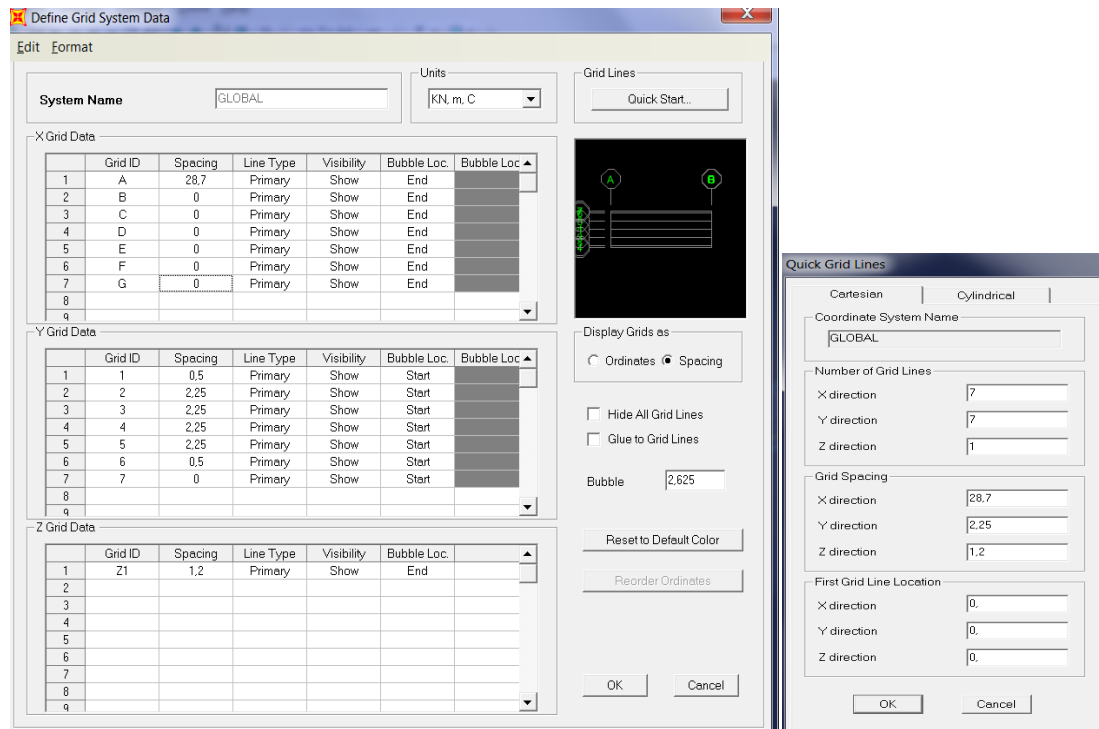 Define Grid System Data
X
Edit Format
System Name
GLOBAL
Units
KN, m, C
Grid Lines
Quick Start...
X Grid Data
Grid ID Spacing Line Type Visibility Bubble Loc. Bubble Loc
1 A 28,7 Primary Show End
2 B 0 Primary Show End
3 C 0 Primary Show End
4 D 0 Primary Show End
5 E 0 Primary Show End
6 F 0 Primary Show End
7 G 0 Primary Show End
8
9
A B
Y Grid Data
Grid ID Spacing Line Type Visibility Bubble Loc. Bubble Loc
1 1 0,5 Primary Show Start
2 2 2,25 Primary Show Start
3 3 2,25 Primary Show Start
4 4 2,25 Primary Show Start
5 5 2,25 Primary Show Start
6 6 0,5 Primary Show Start
7 7 0 Primary Show Start
8
9
Display Grids as
Ordinates Spacing
Hide All Grid Lines
Glue to Grid Lines
Bubble 2,625
Z Grid Data
Grid ID Spacing Line Type Visibility Bubble Loc.
1 Z1 1,2 Primary Show End
2
3
4
5
6
7
8
9
Reset to Default Color
Reorder Ordinates
OK Cancel
Quick Grid Lines
Cartesian Cylindrical
Coordinate System Name
GLOBAL
Number of Grid Lines
X direction 7
Y direction 7
Z direction 1
Grid Spacing
X direction 28,7
Y direction 2,25
Z direction 1,2
First Grid Line Location
X direction 0,
Y direction 0,
Z direction 0,
OK Cancel